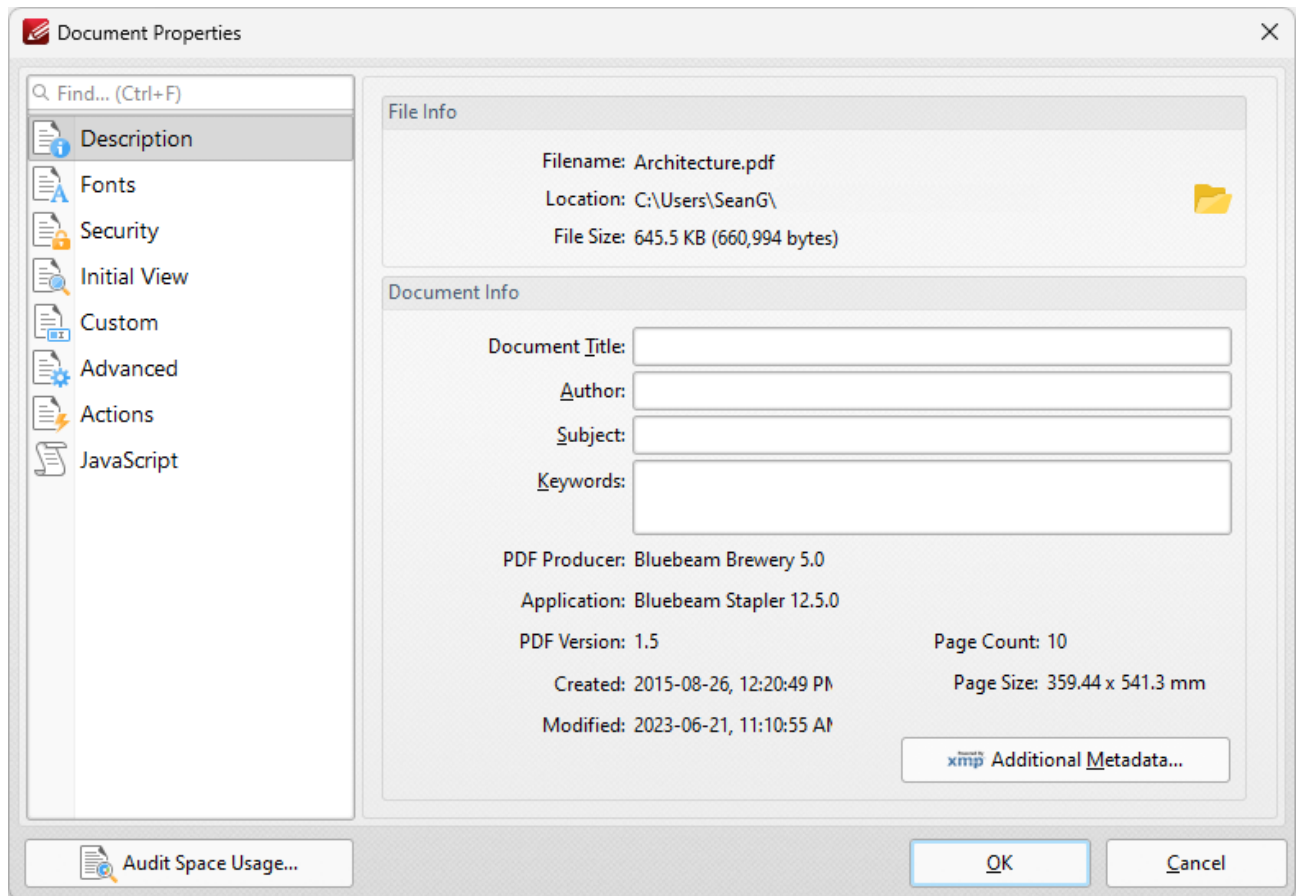 Document Properties
Find... (Ctrl+F)
Description
Fonts
Security
Initial View
Custom
Advanced
Actions
JavaScript
File Info
Filename: Architecture.pdf
Location: C:\Users\SeanG\
File Size: 645.5 KB (660,994 bytes)
Document Info
Document Title:
Author:
Subject:
Keywords:
PDF Producer: Bluebeam Brewery 5.0
Application: Bluebeam Stapler 12.5.0
PDF Version: 1.5 Page Count: 10
Created: 2015-08-26, 12:20:49 PM Page Size: 359.44 x 541.3 mm
Modified: 2023-06-21, 11:10:55 AM
xmp Additional Metadata...
Audit Space Usage... OK Cancel